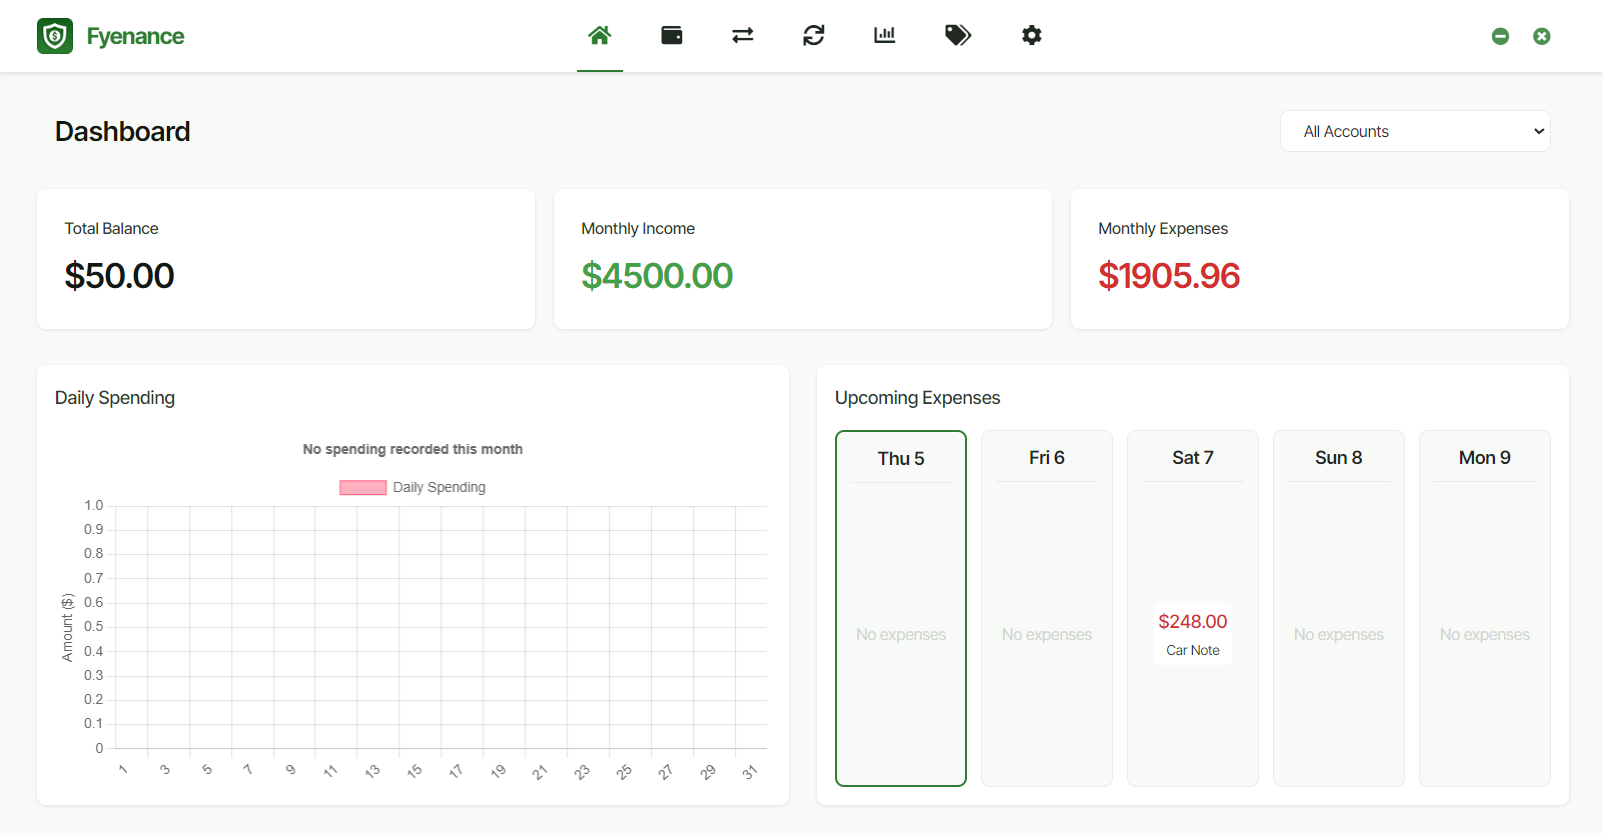 Fyenance
Dashboard
All Accounts
Total Balance
$50.00
Monthly Income
$4500.00
Monthly Expenses
$1905.96
Daily Spending
No spending recorded this month
Daily Spending
Amount ($)
1.0
0.9
0.8
0.7
0.6
0.5
0.4
0.3
0.2
0.1
0
1 3 5 7 9 11 13 15 17 19 21 23 25 27 29 31
Upcoming Expenses
Thu 5
No expenses
Fri 6
No expenses
Sat 7
$248.00
Car Note
Sun 8
No expenses
Mon 9
No expenses